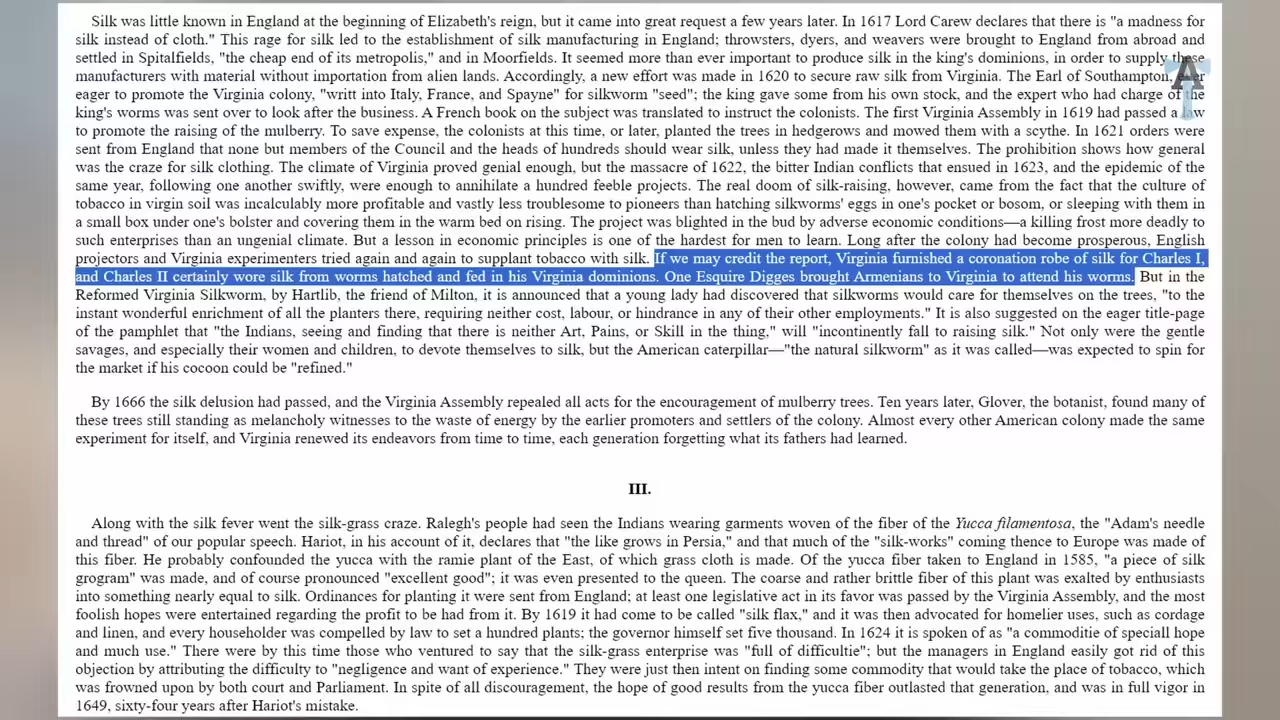 Silk was little known in England at the beginning of Elizabeth's reign, but it came into great request a few years later. In 1617 Lord Carew declares that there is "a madness for
silk instead of cloth." This rage for silk led to the establishment of silk manufacturing in England; throwsters, dyers, and weavers were brought to England from abroad and
settled in Spitalfields, "the cheap end of its metropolis," and in Moorfields. It seemed more than ever important to produce silk in the king's dominions, in order to supply these
manufacturers with material without importation from alien lands. Accordingly, a new effort was made in 1620 to secure raw silk from Virginia. The Earl of Southampton, ever
eager to promote the Virginia colony, "writt into Italy, France, and Spayne" for silkworm "seed"; the king gave some from his own stock, and the expert who had charge of the
king's worms was sent over to look after the business. A French book on the subject was translated to instruct the colonists. The first Virginia Assembly in 1619 had passed a law
to promote the raising of the mulberry. To save expense, the colonists at this time, or later, planted the trees in hedgerows and mowed them with a scythe. In 1621 orders were
sent from England that none but members of the Council and the heads of hundreds should wear silk, unless they had made it themselves. The prohibition shows how general
was the craze for silk clothing. The climate of Virginia proved genial enough, but the massacre of 1622, the bitter Indian conflicts that ensued in 1623, and the epidemic of the
same year, following one another swiftly, were enough to annihilate a hundred feeble projects. The real doom of silk-raising, however, came from the fact that the culture of
tobacco in virgin soil was incalculably more profitable and vastly less troublesome to pioneers than hatching silkworms' eggs in one's pocket or bosom, or sleeping with them in
a small box under one's bolster and covering them in the warm bed on rising. The project was blighted in the bud by adverse economic conditions—a killing frost more deadly to
such enterprises than an ungenial climate. But a lesson in economic principles is one of the hardest for men to learn. Long after the colony had become prosperous, English
projectors and Virginia experimenters tried again and again to supplant tobacco with silk. If we may credit the report, Virginia furnished a coronation robe of silk for Charles I,
and Charles II certainly wore silk from worms hatched and fed in his Virginia dominions. One Esquire Digges brought Armenians to Virginia to attend his worms. But in the
Reformed Virginia Silkworm, by Hartlib, the friend of Milton, it is announced that a young lady had discovered that silkworms would care for themselves on the trees, "to the
instant wonderful enrichment of all the planters there, requiring neither cost, labour, or hindrance in any of their other employments." It is also suggested on the eager title-page
of the pamphlet that "the Indians, seeing and finding that there is neither Art, Pains, or Skill in the thing," will "incontinently fall to raising silk." Not only were the gentle
savages, and especially their women and children, to devote themselves to silk, but the American caterpillar—"the natural silkworm" as it was called—was expected to spin for
the market if his cocoon could be "refined."
By 1666 the silk delusion had passed, and the Virginia Assembly repealed all acts for the encouragement of mulberry trees. Ten years later, Glover, the botanist, found many of
these trees still standing as melancholy witnesses to the waste of energy by the earlier promoters and settlers of the colony. Almost every other American colony made the same
experiment for itself, and Virginia renewed its endeavors from time to time, each generation forgetting what its fathers had learned.
III.
Along with the silk fever went the silk-grass craze. Ralegh's people had seen the Indians wearing garments woven of the fiber of the Yucca filamentosa, the "Adam's needle
and thread" of our popular speech. Hariot, in his account of it, declares that "the like grows in Persia," and that much of the "silk-works" coming thence to Europe was made of
this fiber. He probably confounded the yucca with the ramie plant of the East, of which grass cloth is made. Of the yucca fiber taken to England in 1585, "a piece of silk
grogram" was made, and of course pronounced "excellent good"; it was even presented to the queen. The coarse and rather brittle fiber of this plant was exalted by enthusiasts
into something nearly equal to silk. Ordinances for planting it were sent from England; at least one legislative act in its favor was passed by the Virginia Assembly, and the most
foolish hopes were entertained regarding the profit to be had from it. By 1619 it had come to be called "silk flax," and it was then advocated for homelier uses, such as cordage
and linen, and every householder was compelled by law to set a hundred plants; the governor himself set five thousand. In 1624 it is spoken of as "a commoditie of speciall hope
and much use." There were by this time those who ventured to say that the silk-grass enterprise was "full of difficultie"; but the managers in England easily got rid of this
objection by attributing the difficulty to "negligence and want of experience." They were just then intent on finding some commodity that would take the place of tobacco, which
was frowned upon by both court and Parliament. In spite of all discouragement, the hope of good results from the yucca fiber outlasted that generation, and was in full vigor in
1649, sixty-four years after Hariot's mistake.